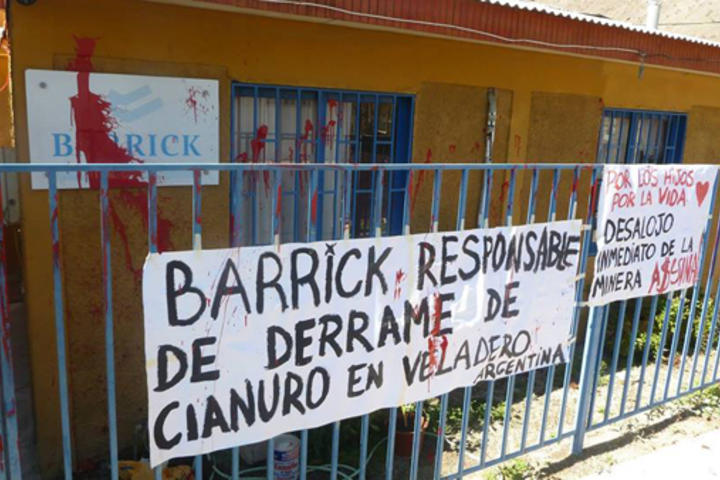 BARRICK
BARRICK RESPONSABLE
DE DERRAME DE
CIANURO EN VELADERO
ARGENTINA
POR LOS HIJOS
POR LA VIDA
DESALOJO
INMEDIATO DE LA
MINERA ASESINA